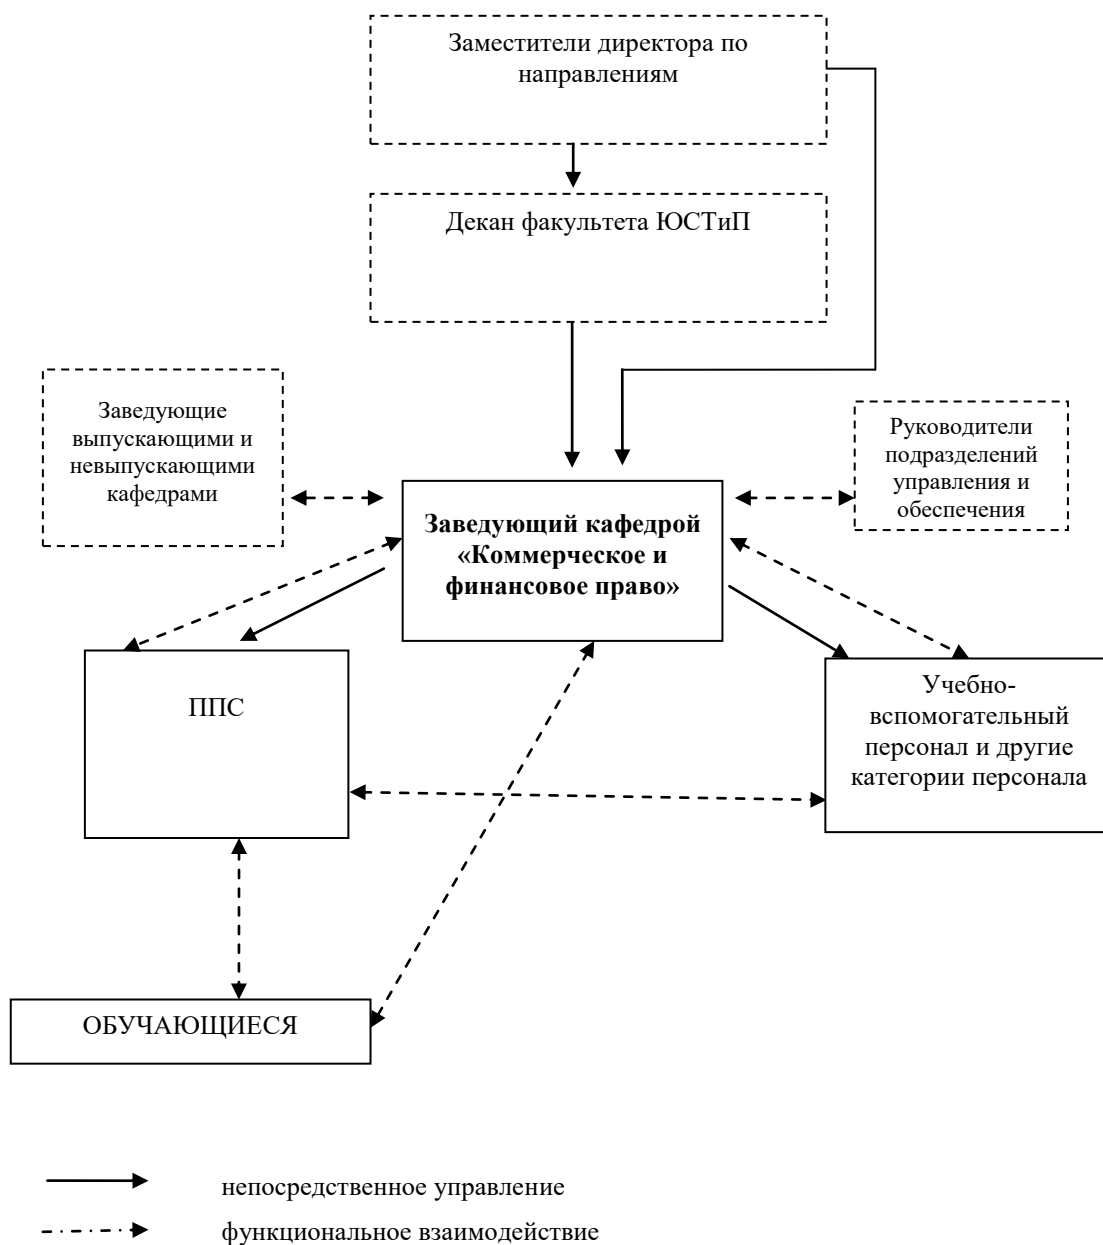 Заместители директора по
направлениям
Декан факультета ЮСТиП
Заведующие
выпускающими и
невыпускающими
кафедрами
Руководители
подразделений
управления и
обеспечения
Заведующий кафедрой
«Коммерческое и
финансовое право»
ППС
Учебно-
вспомогательный
персонал и другие
категории персонала
ОБУЧАЮЩИЕСЯ
непосредственное управление
функциональное взаимодействие